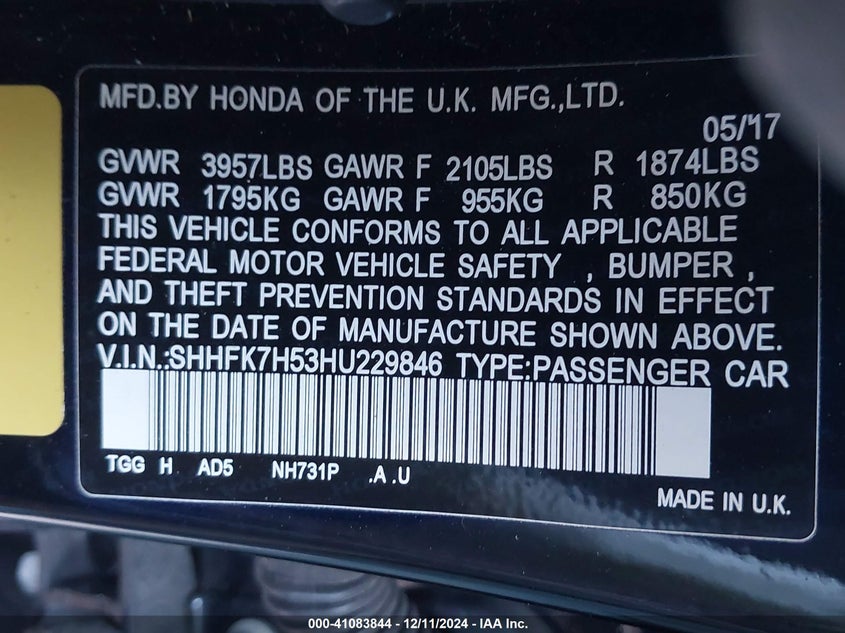 MFD.BY HONDA OF THE U.K. MFG.,LTD.
05/17
GVWR 3957LBS GAWR F 2105LBS R 1874LBS
GVWR 1795KG GAWR F 955KG R 850KG
THIS VEHICLE CONFORMS TO ALL APPLICABLE
FEDERAL MOTOR VEHICLE SAFETY , BUMPER ,
AND THEFT PREVENTION STANDARDS IN EFFECT
ON THE DATE OF MANUFACTURE SHOWN ABOVE.
V.I.N.:SHHFK7H53HU229846 TYPE:PASSENGER CAR
TGG H AD5 NH731P .A .U
MADE IN U.K.
000-41083844 - 12/11/2024 - IAA Inc.